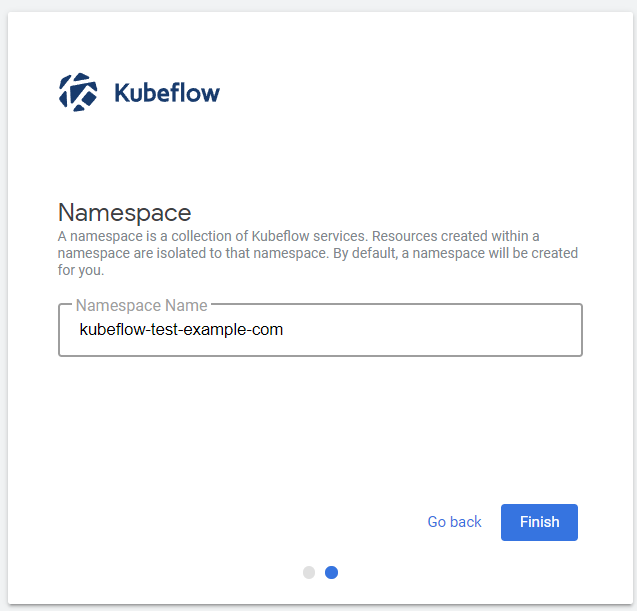 Kubeflow
Namespace
A namespace is a collection of Kubeflow services. Resources created within a
namespace are isolated to that namespace. By default, a namespace will be created
for you.
Namespace Name
kubeflow-test-example-com
Go back
Finish